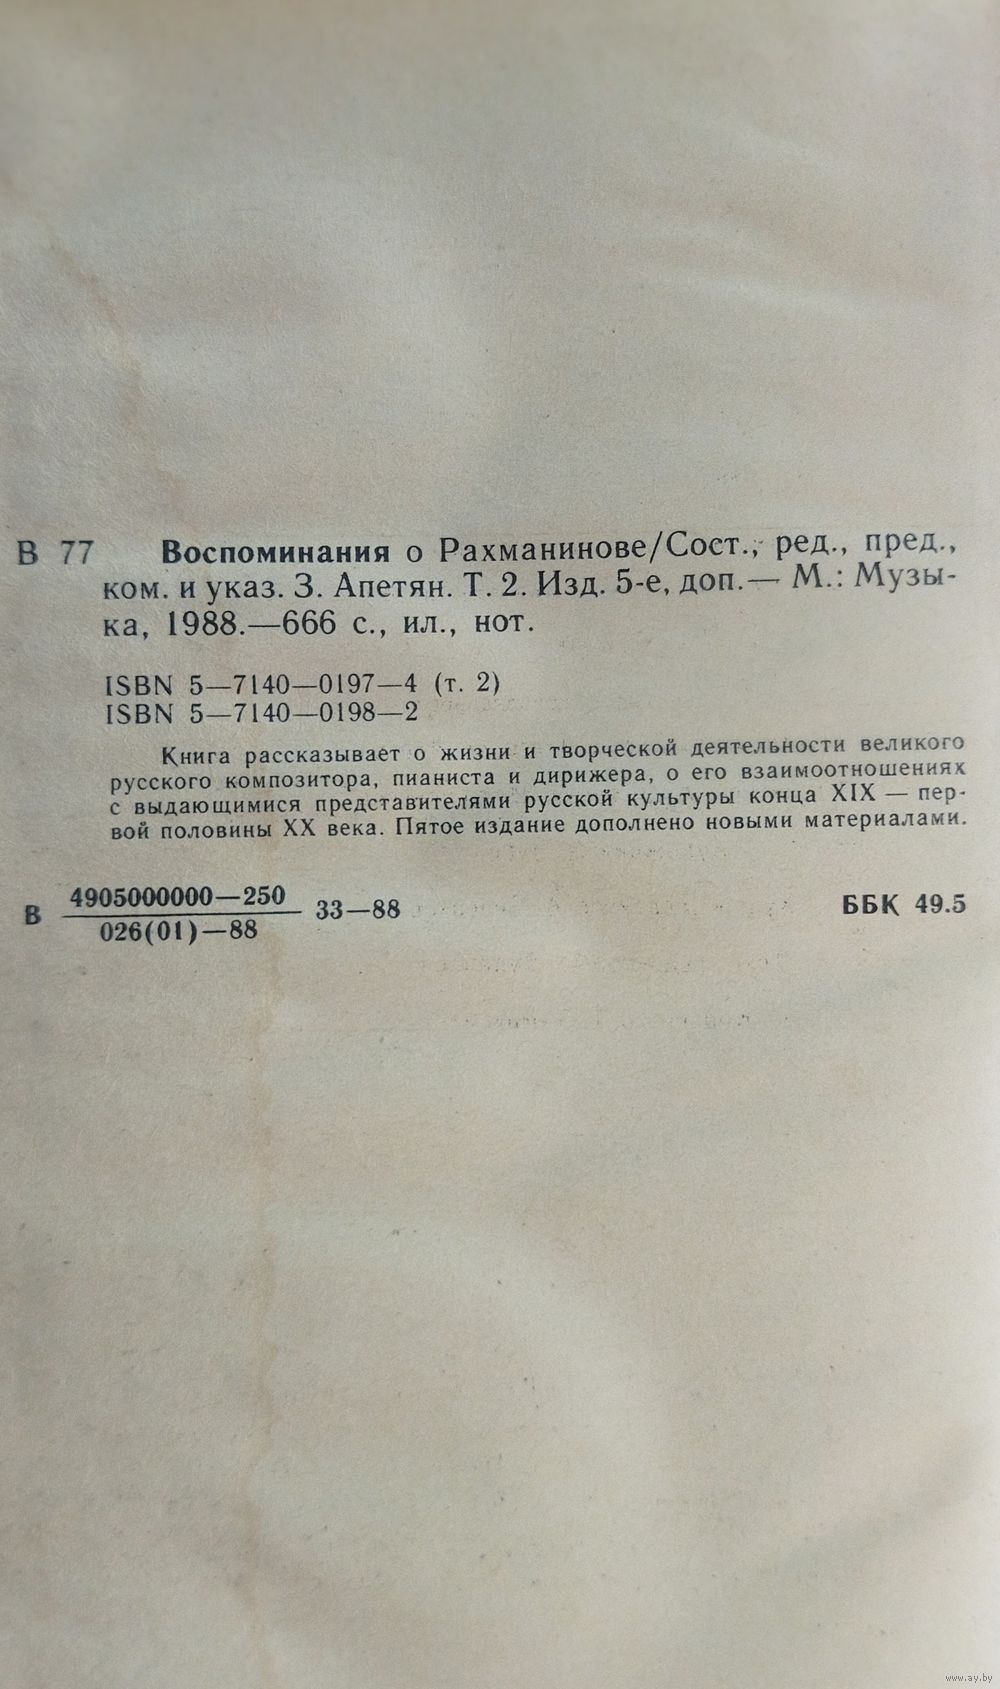 В 77 Воспоминания о Рахманинове/Сост., ред., пред.,
ком. и указ. З. Апетян. Т. 2. Изд. 5-е, доп.— М.: Музы-
ка, 1988.—666 с., ил., нот.
ISBN 5—7140—0197—4 (т. 2)
ISBN 5—7140—0198—2
Книга рассказывает о жизни и творческой деятельности великого
русского композитора, пианиста и дирижера, о его взаимоотношениях
с выдающимися представителями русской культуры конца XIX — пер-
вой половины XX века. Пятое издание дополнено новыми материалами.
В 4905000000—250 33—88 ББК 49.5
026(01)—88
www.ay.by